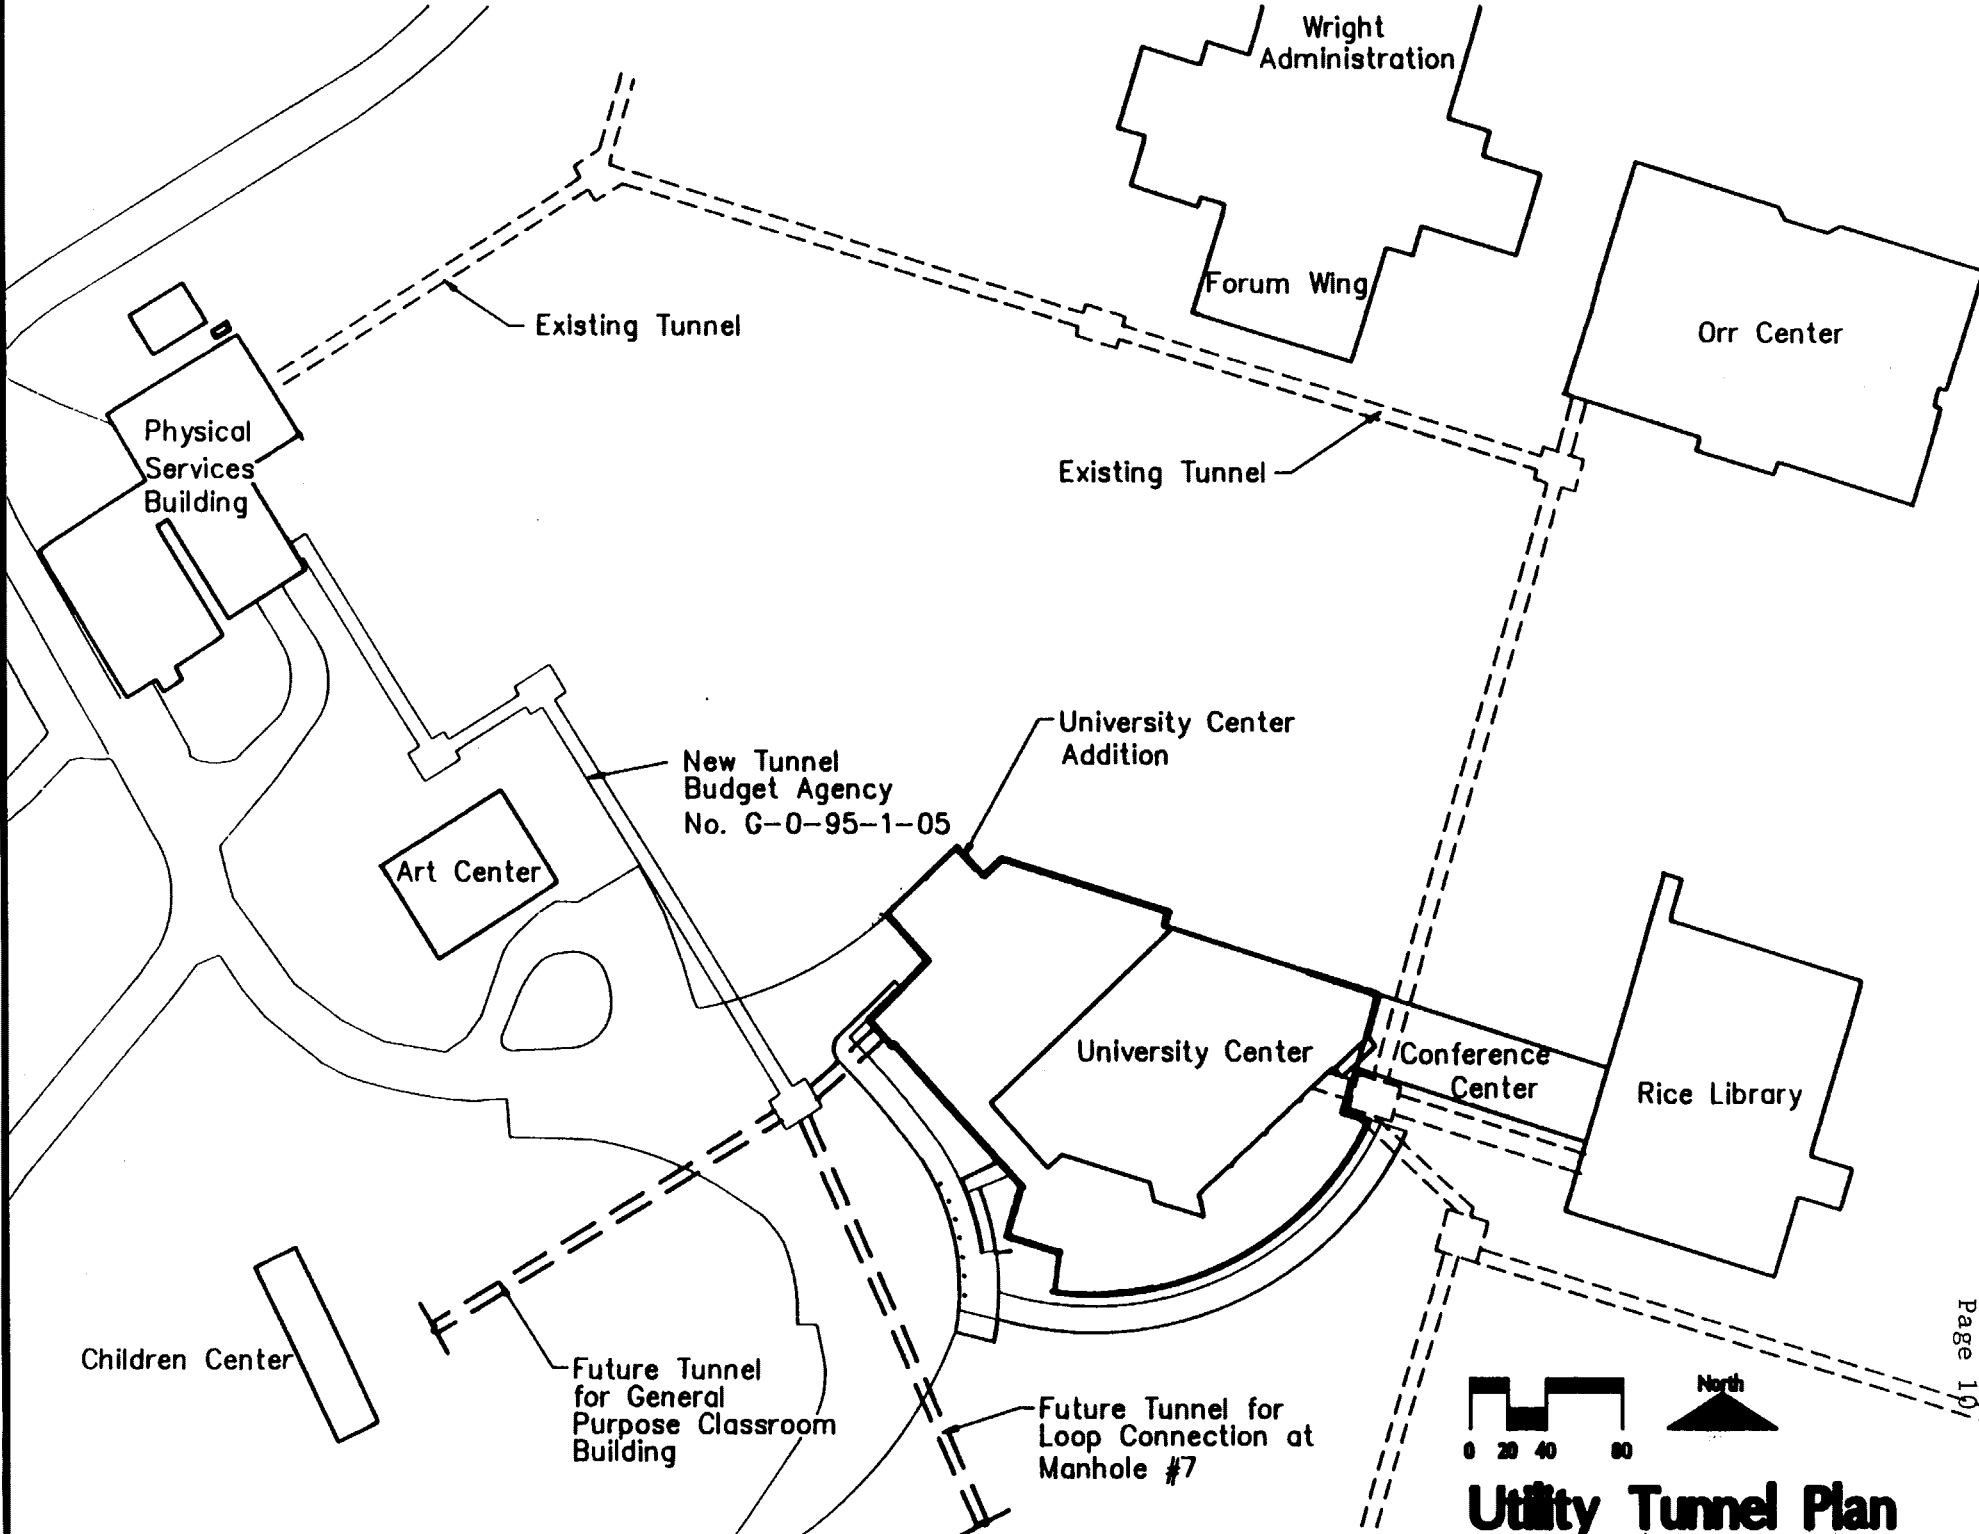 Wright
Administration
Forum Wing
Orr Center
Existing Tunnel
Existing Tunnel
Physical
Services
Building
University Center
Addition
New Tunnel
Budget Agency
No. G-0-95-1-05
Art Center
University Center
Conference
Center
Rice Library
Children Center
Future Tunnel
for General
Purpose Classroom
Building
Future Tunnel for
Loop Connection at
Manhole #7
North
0 20 40 80
Utility Tunnel Plan
Page 10